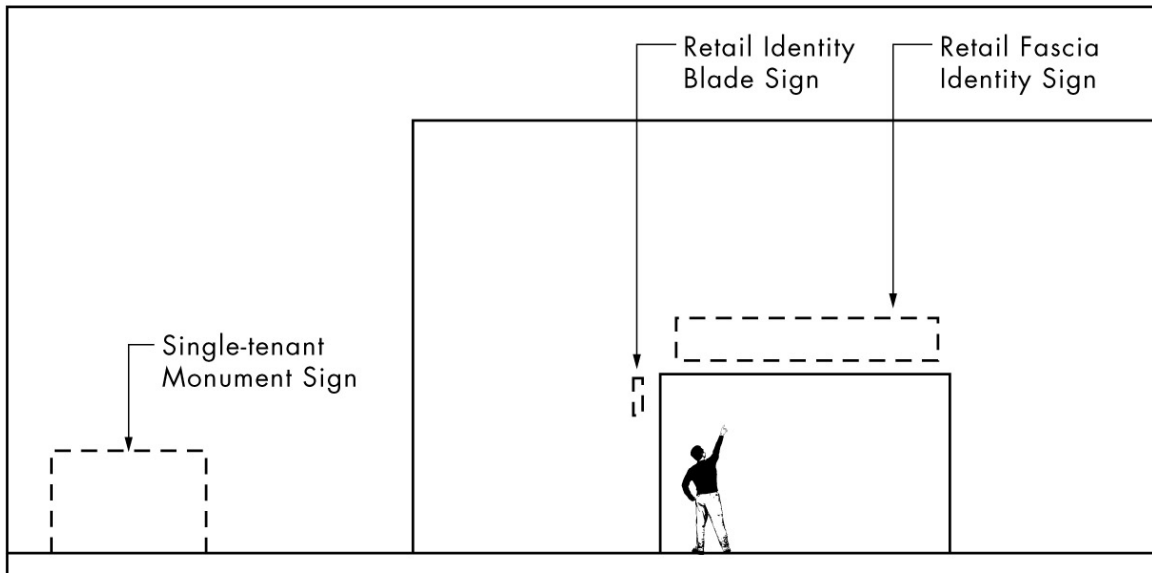 Retail Identity
Blade Sign
Retail Fascia
Identity Sign
Single-tenant
Monument Sign